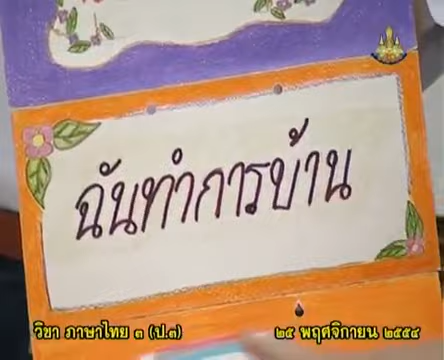 ฉันทำการบ้าน
วิชา ภาษาไทย ๓ (ป.๓)
๒๕ พฤศจิกายน ๒๕๕๔